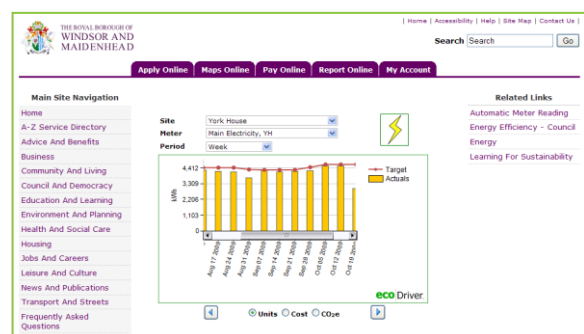 | Home | Accessibility | Help | Site Map | Contact Us |
THE ROYAL BOROUGH OF
WINDSOR AND
MAIDENHEAD
Search Search Go
Apply Online Maps Online Pay Online Report Online My Account
Main Site Navigation
Home
A-Z Service Directory
Advice And Benefits
Business
Community And Living
Council And Democracy
Education And Learning
Environment And Planning
Health And Social Care
Housing
Jobs And Careers
Leisure And Culture
News And Publications
Transport And Streets
Frequently Asked
Questions
Site York House
Meter Main Electricity, YH
Period Week
kWh
4,412
3,309
2,206
1,103
0
Target
Actuals
Aug 17 2009
Aug 24 2009
Aug 31 2009
Sep 07 2009
Sep 14 2009
Sep 21 2009
Sep 28 2009
Oct 05 2009
Oct 12 2009
Oct 19 2009
eco Driver
Units Cost CO2e
Related Links
Automatic Meter Reading
Energy Efficiency - Council
Energy
Learning For Sustainability